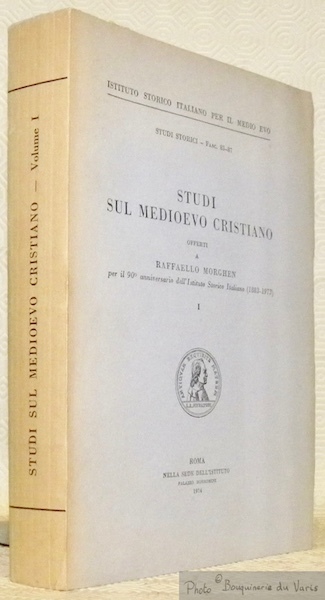 STUDI SUL MEDIOEVO CRISTIANO — Volume I
ISTITUTO STORICO ITALIANO PER IL MEDIO EVO
STUDI STORICI – Fasc. 83-87
STUDI
SUL MEDIOEVO CRISTIANO
OFFERTI
A
RAFFAELLO MORGHEN
per il 90° anniversario dell'Istituto Storico Italiano (1883-1973)
I
ROMA
NELLA SEDE DELL'ISTITUTO
PALAZZO BORROMINI
1974
Photo © Bouquinerie du Varis